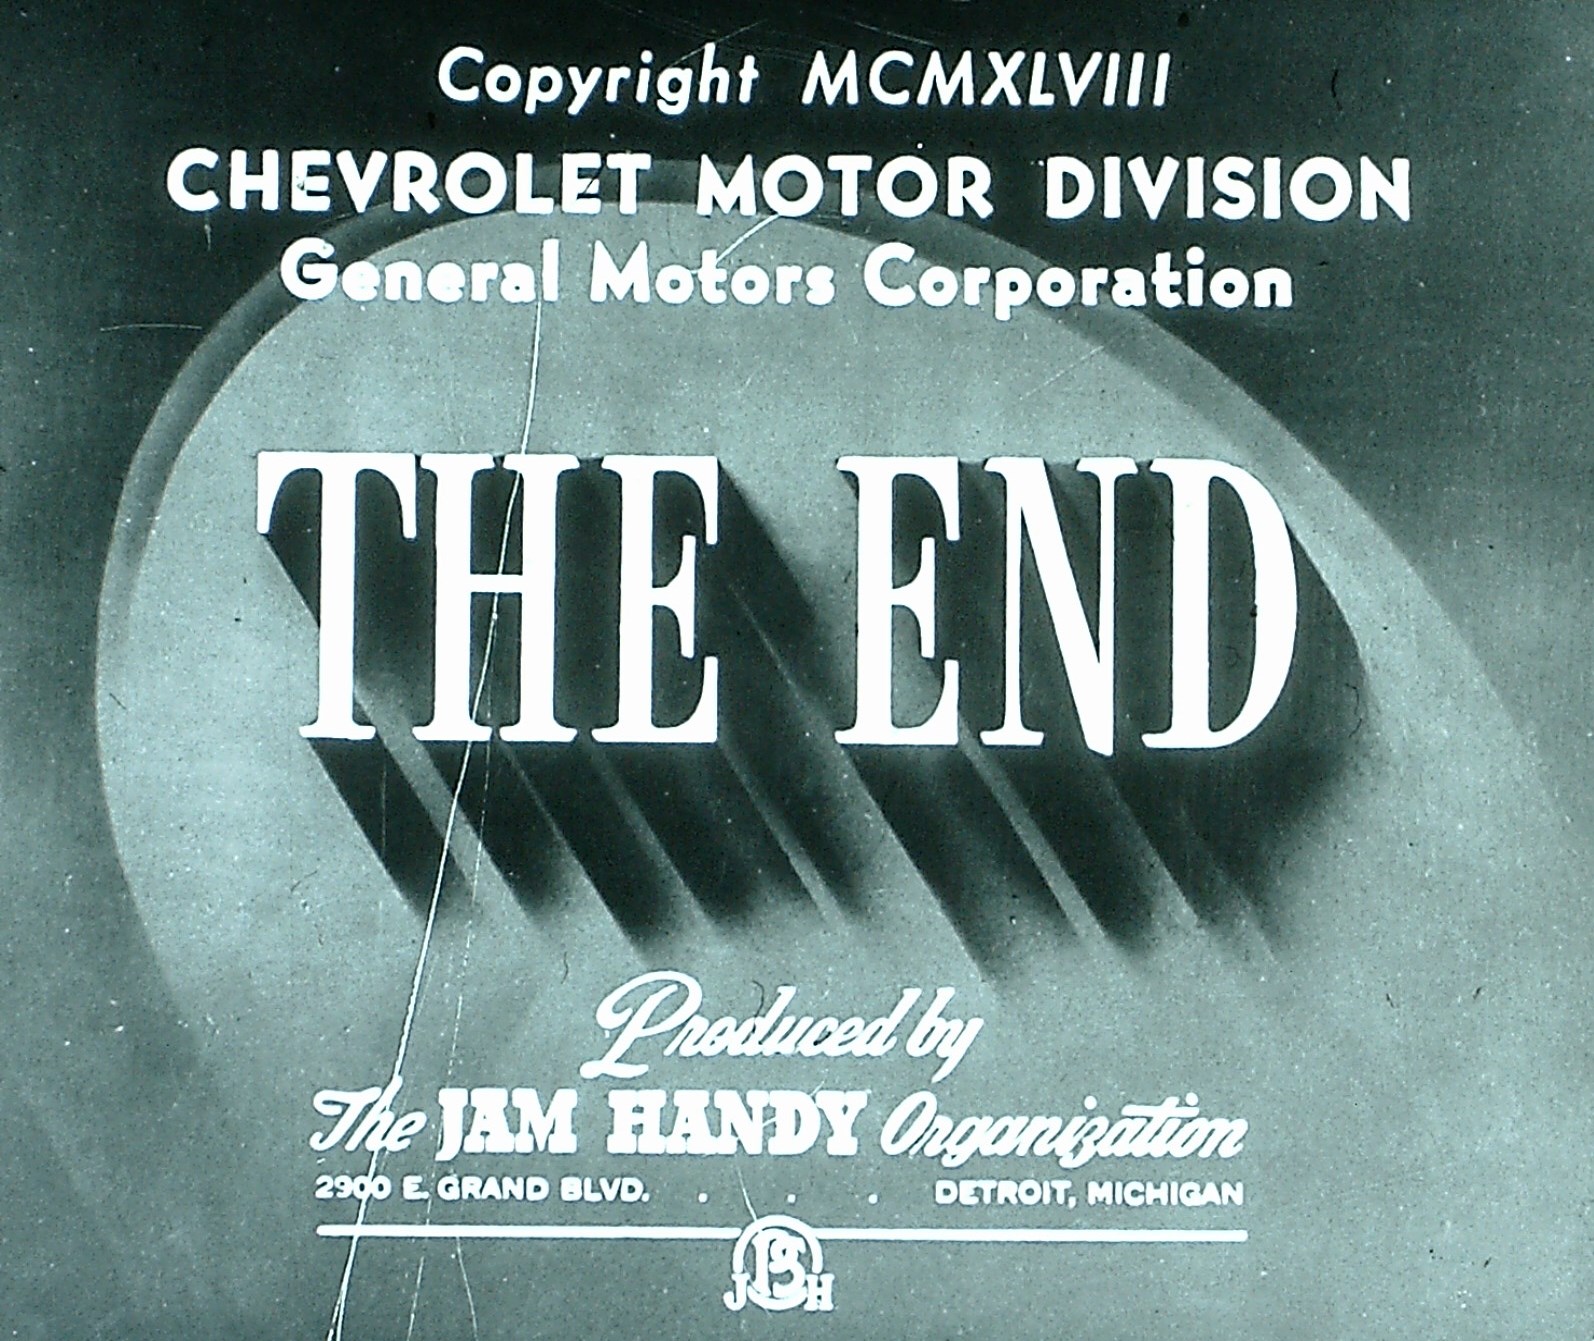 Copyright MCMXLVIII
CHEVROLET MOTOR DIVISION
General Motors Corporation
THE END
Produced by
The JAM HANDY Organization
2900 E. GRAND BLVD. . . . DETROIT, MICHIGAN
J H